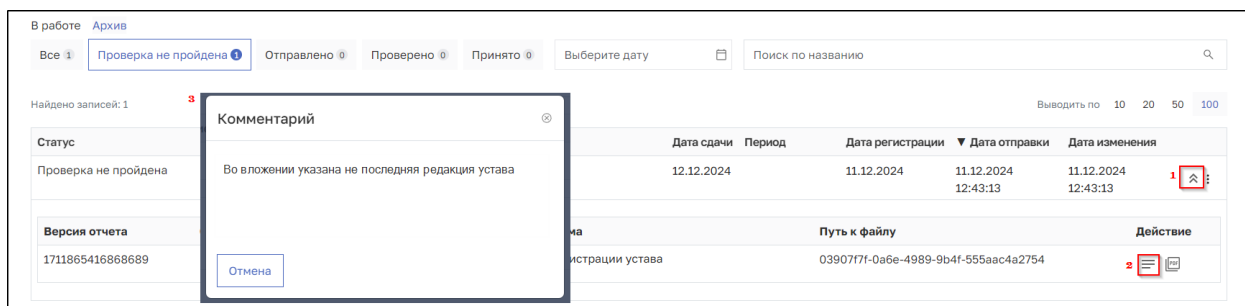 В работе Архив
Все 1 Проверка не пройдена 1 Отправлено 0 Проверено 0 Принято 0 Выберите дату Поиск по названию
Найдено записей: 1 3 Выводить по 10 20 50 100
Комментарий
Статус Дата сдачи Период Дата регистрации ▼ Дата отправки Дата изменения
Проверка не пройдена Во вложении указана не последняя редакция устава 12.12.2024 11.12.2024 11.12.2024 11.12.2024 1
12:43:13 12:43:13
Версия отчета ма Путь к файлу Действие
1711865416868689 истрации устава 03907f7f-0a6e-4989-9b4f-555aac4a2754 2 PDF
Отмена